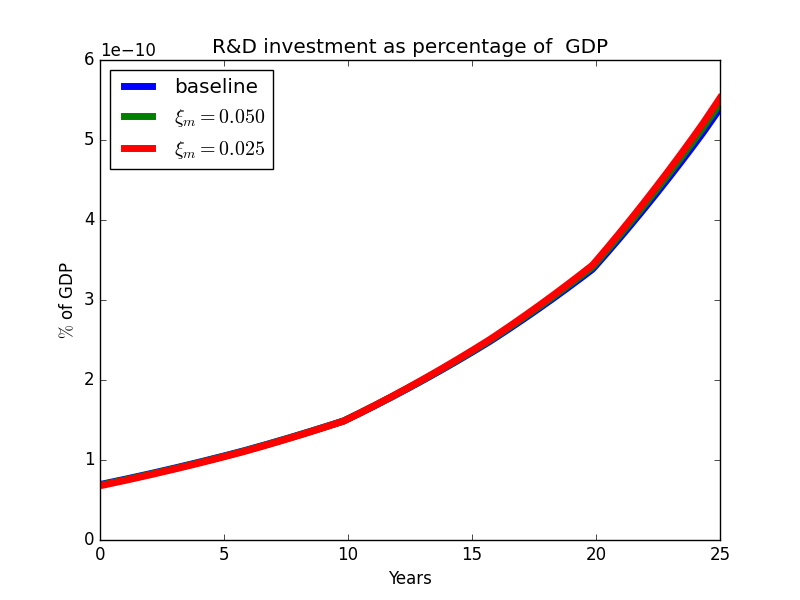 R&D investment as percentage of  GDP
1e−10
6
5
4
3
2
1
0
baseline
ξₘ = 0.050
ξₘ = 0.025
% of GDP
0 5 10 15 20 25
Years